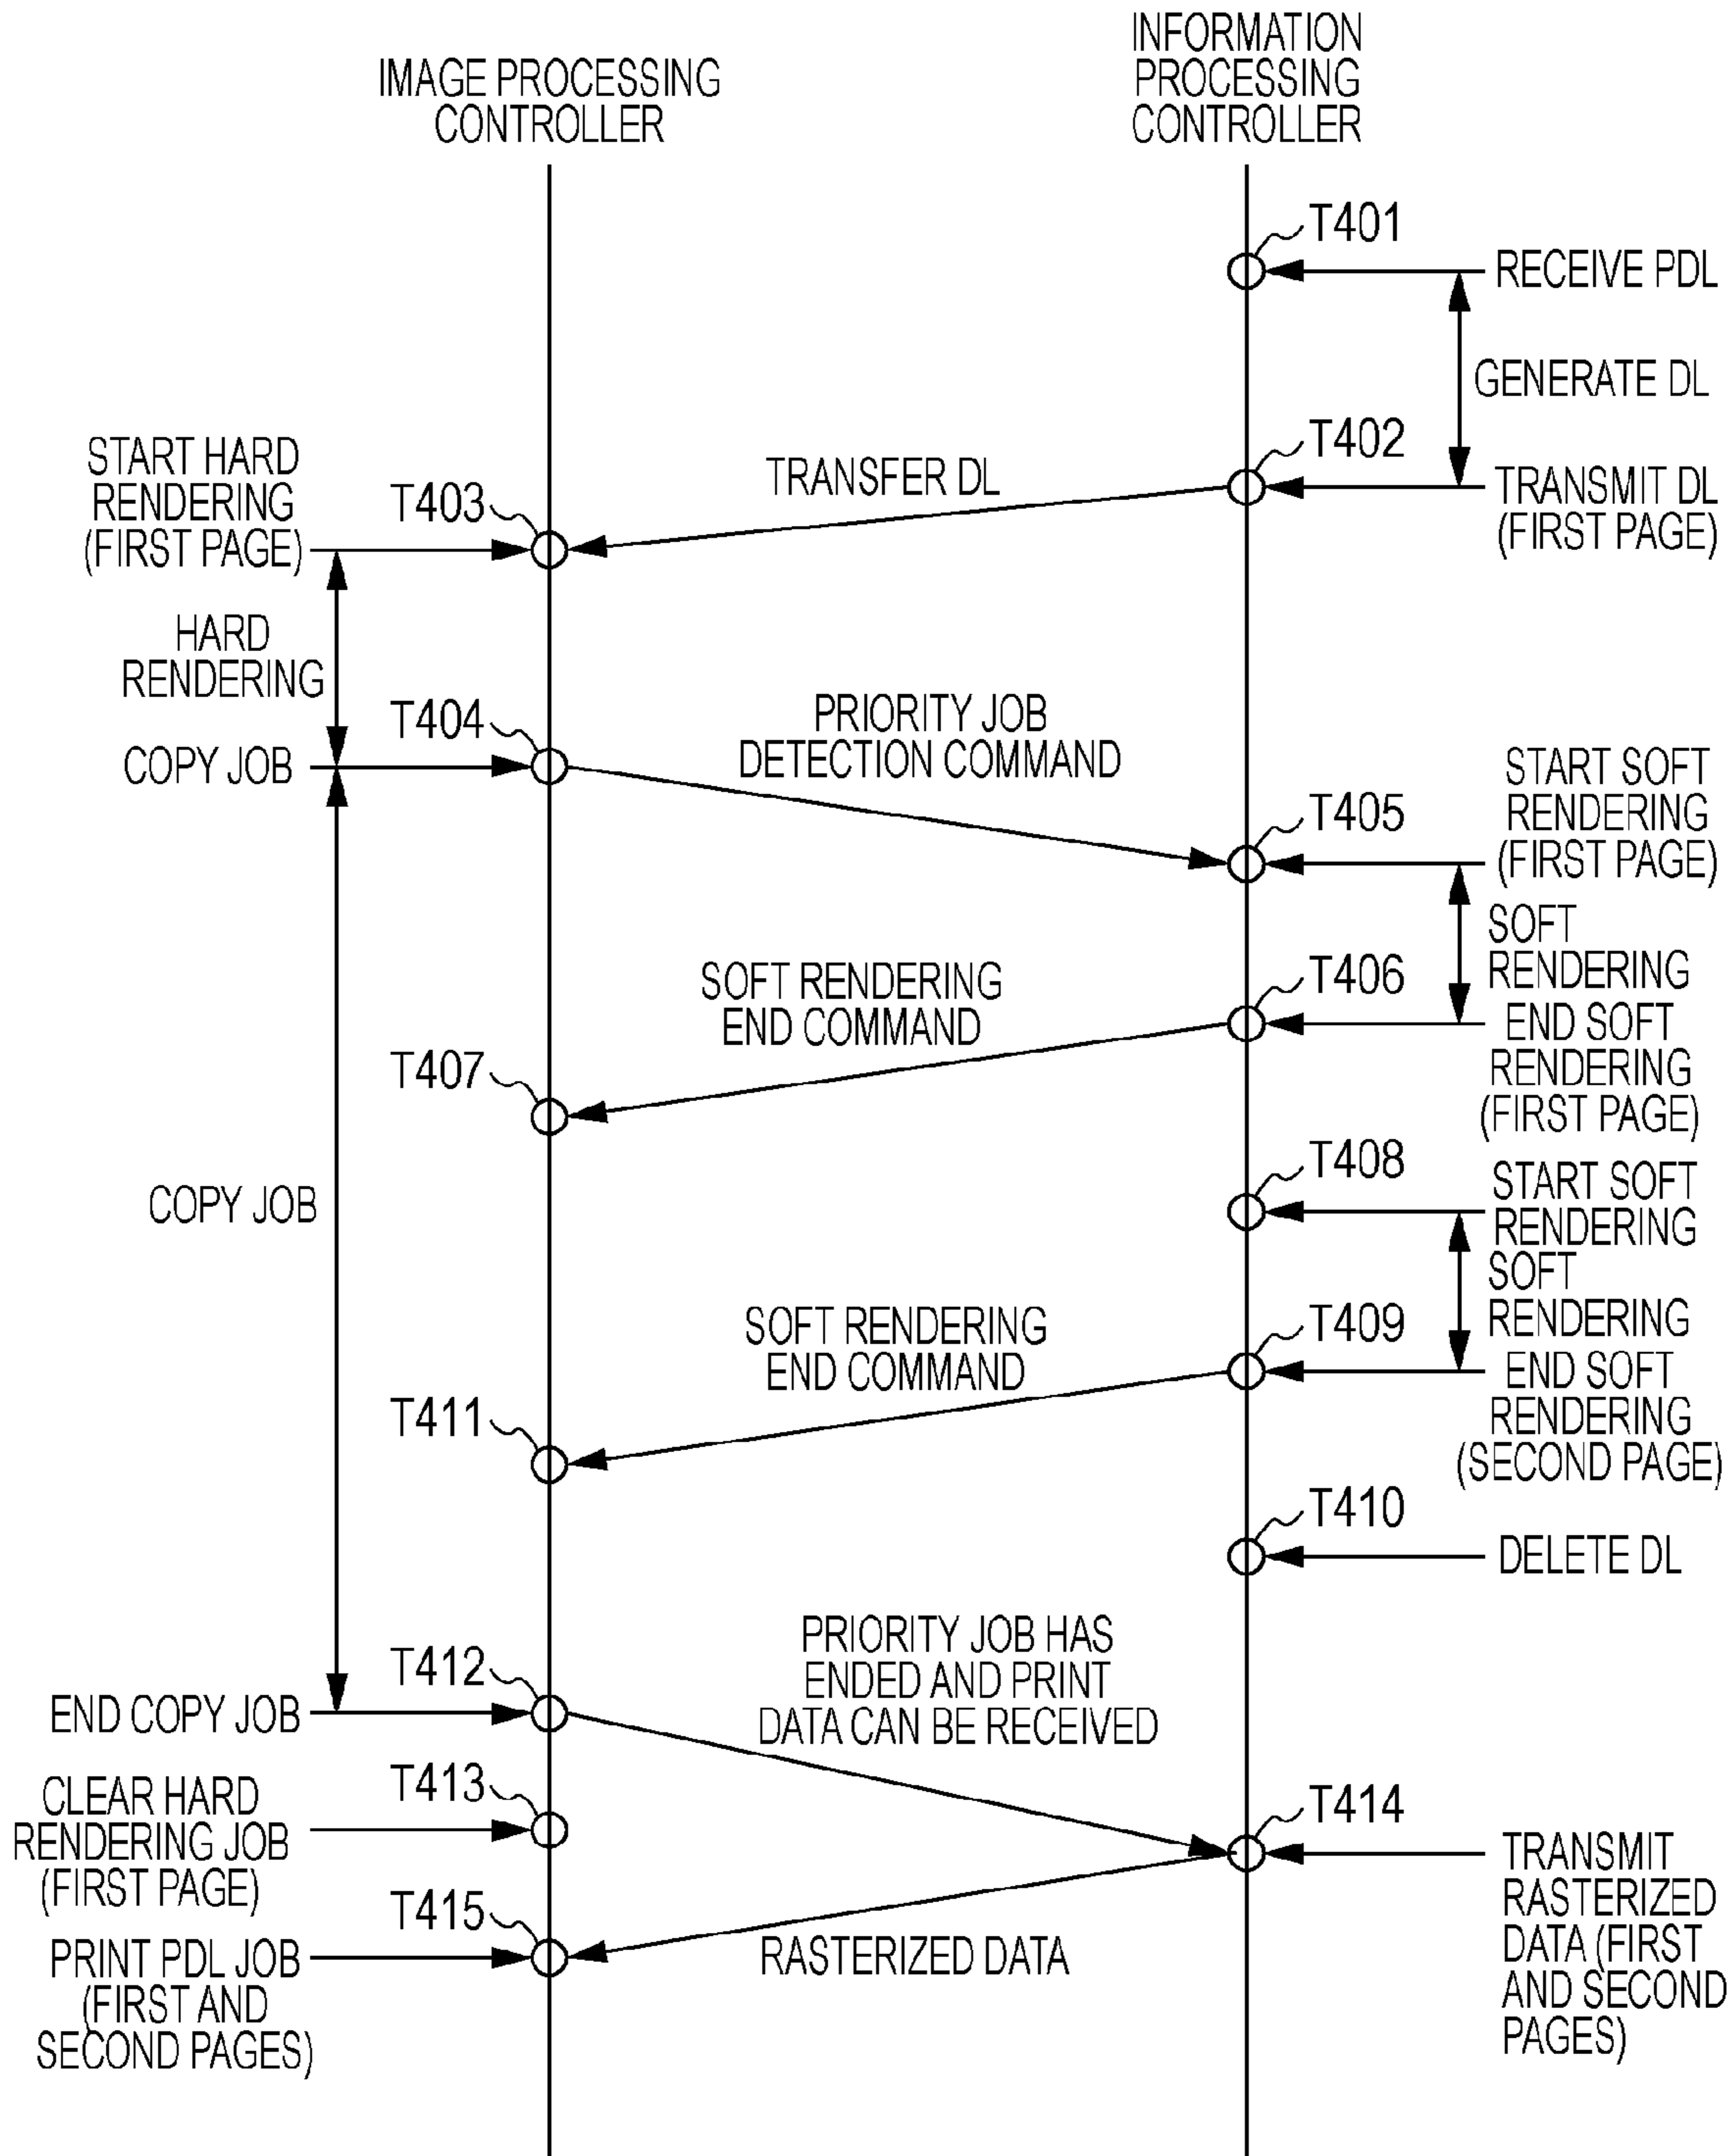 IMAGE PROCESSING
CONTROLLER
INFORMATION
PROCESSING
CONTROLLER
T401
RECEIVE PDL
GENERATE DL
T402
TRANSMIT DL
(FIRST PAGE)
TRANSFER DL
START HARD
RENDERING
(FIRST PAGE)
T403
HARD
RENDERING
T404
COPY JOB
PRIORITY JOB
DETECTION COMMAND
T405
START SOFT
RENDERING
(FIRST PAGE)
SOFT
RENDERING
T406
END SOFT
RENDERING
(FIRST PAGE)
SOFT RENDERING
END COMMAND
T407
COPY JOB
T408
START SOFT
RENDERING
SOFT
RENDERING
T409
END SOFT
RENDERING
(SECOND PAGE)
SOFT RENDERING
END COMMAND
T411
T410
DELETE DL
T412
END COPY JOB
PRIORITY JOB HAS
ENDED AND PRINT
DATA CAN BE RECEIVED
T413
CLEAR HARD
RENDERING JOB
(FIRST PAGE)
T414
TRANSMIT
RASTERIZED
DATA (FIRST
AND SECOND
PAGES)
T415
RASTERIZED DATA
PRINT PDL JOB
(FIRST AND
SECOND PAGES)